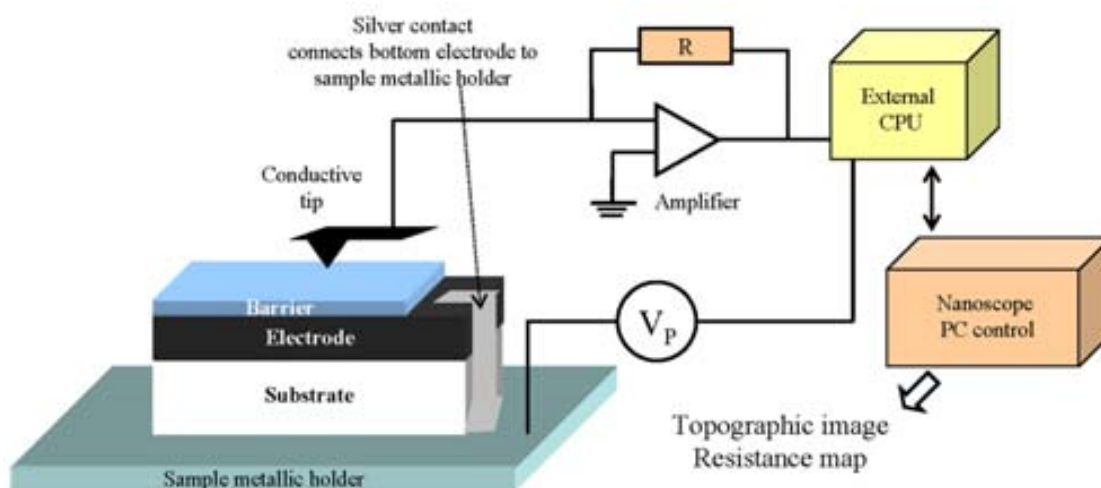 Silver contact
connects bottom electrode to
sample metallic holder
R
External
CPU
Conductive
tip
Amplifier
Barrier
Electrode
Substrate
V_P
Nanoscope
PC control
Topographic image
Resistance map
Sample metallic holder